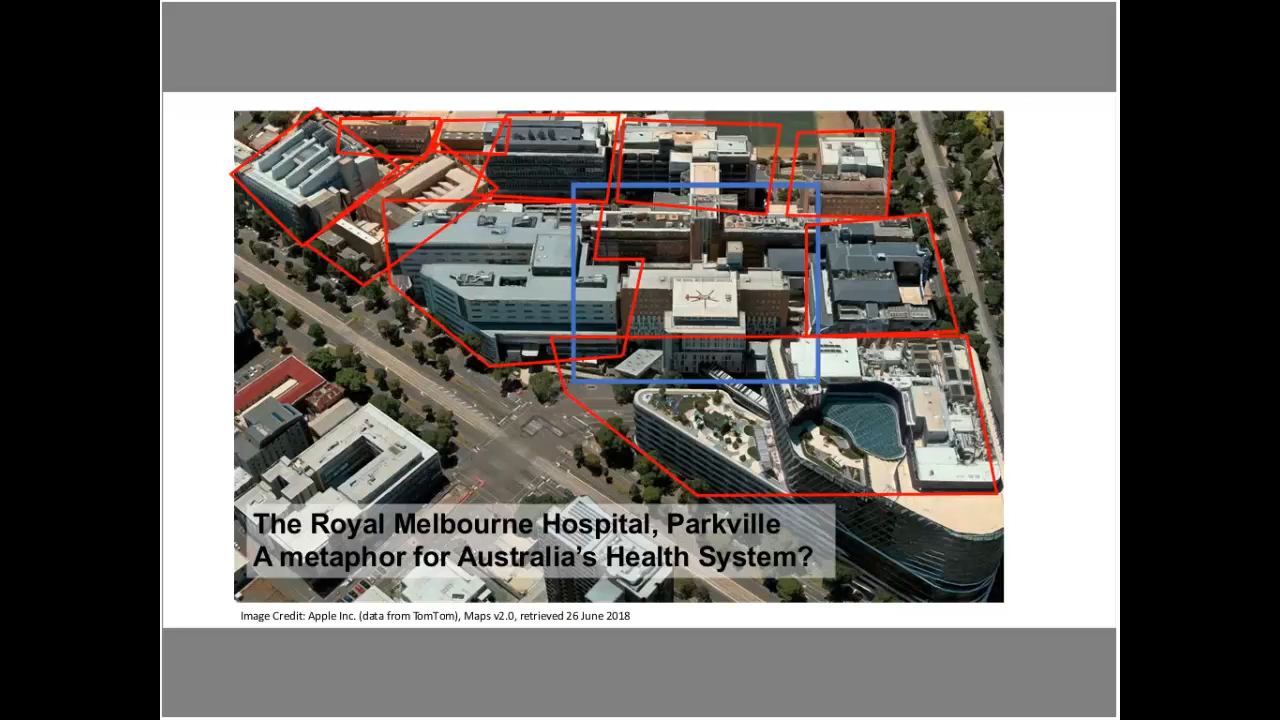 The Royal Melbourne Hospital, Parkville
A metaphor for Australia’s Health System?
Image Credit: Apple Inc. (data from TomTom), Maps v2.0, retrieved 26 June 2018